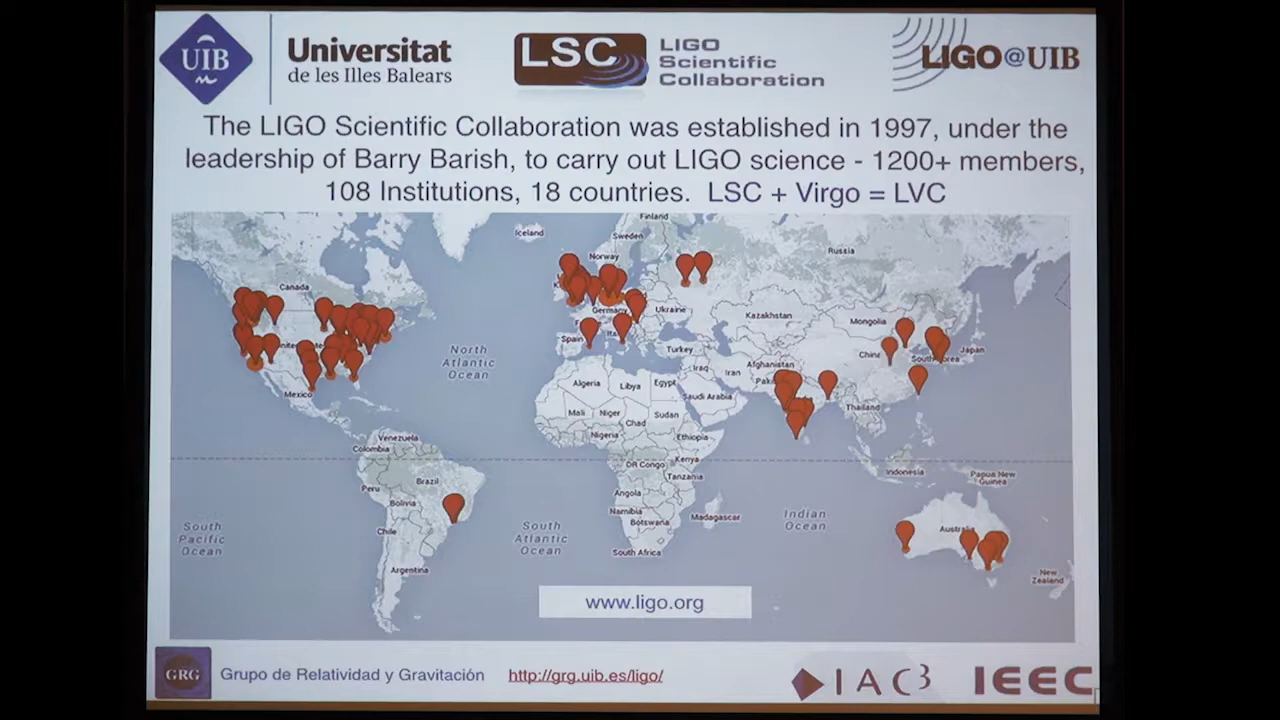 UIB
Universitat
de les Illes Balears
LSC
LIGO
Scientific
Collaboration
LIGO@UIB
The LIGO Scientific Collaboration was established in 1997, under the
leadership of Barry Barish, to carry out LIGO science - 1200+ members,
108 Institutions, 18 countries. LSC + Virgo = LVC
Finland
Iceland
Sweden
Russia
Norway
Canada
Germany
Ukraine
Kazakhstan
Mongolia
Spain
North
Atlantic
Ocean
Turkey
China
Japan
Iraq
Iran
Afghanistan
Algeria
Libya
Egypt
Mexico
Saudi Arabia
Mali
Niger
Sudan
Thailand
Chad
Venezuela
Nigeria
Ethiopia
Colombia
Kenya
DR Congo
Indonesia
Papua New
Guinea
Peru
Brazil
Tanzania
Angola
Bolivia
Namibia
Madagascar
Botswana
Indian
Ocean
South
Pacific
Ocean
Chile
South
Atlantic
Ocean
South Africa
Argentina
New
Zealand
www.ligo.org
GRG
Grupo de Relatividad y Gravitación
http://grg.uib.es/ligo/
IAC3
IEEC